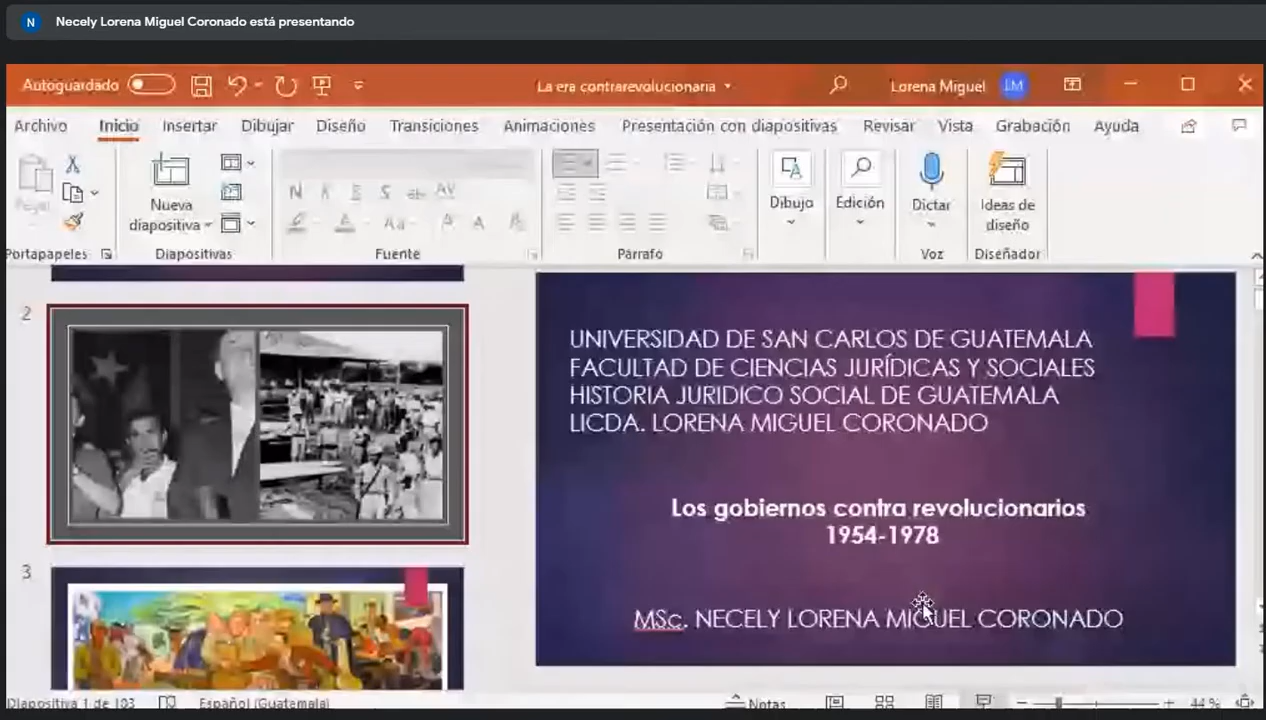 N Necely Lorena Miguel Coronado está presentando
Autoguardado
La era contrarevolucionaria
Lorena Miguel LM
Archivo Inicio Insertar Dibujar Diseño Transiciones Animaciones Presentación con diapositivas Revisar Vista Grabación Ayuda
Pegar
Nueva
diapositiva
N K S S ab AV
Aa A A
Dibujo
Edición
Dictar
Ideas de
diseño
Portapapeles Diapositivas Fuente Párrafo Voz Diseñador
2
3
UNIVERSIDAD DE SAN CARLOS DE GUATEMALA
FACULTAD DE CIENCIAS JURÍDICAS Y SOCIALES
HISTORIA JURIDICO SOCIAL DE GUATEMALA
LICDA. LORENA MIGUEL CORONADO
Los gobiernos contra revolucionarios
1954-1978
MSc. NECELY LORENA MIGUEL CORONADO
Diapositiva 1 de 103 Español (Guatemala) Notas 44 %